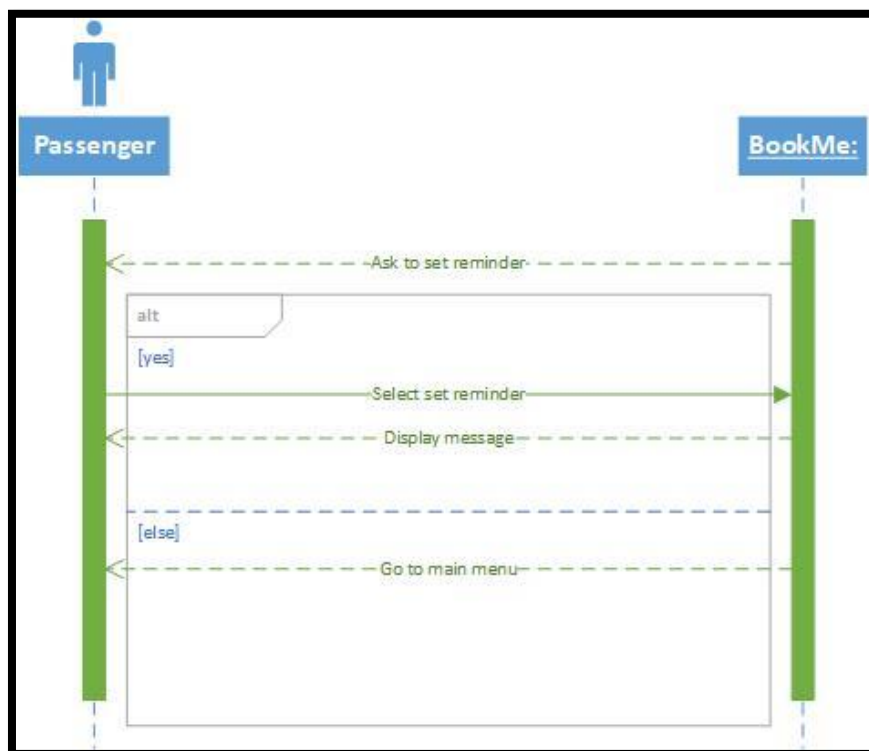 Passenger
BookMe:
Ask to set reminder
alt
[yes]
Select set reminder
Display message
[else]
Go to main menu